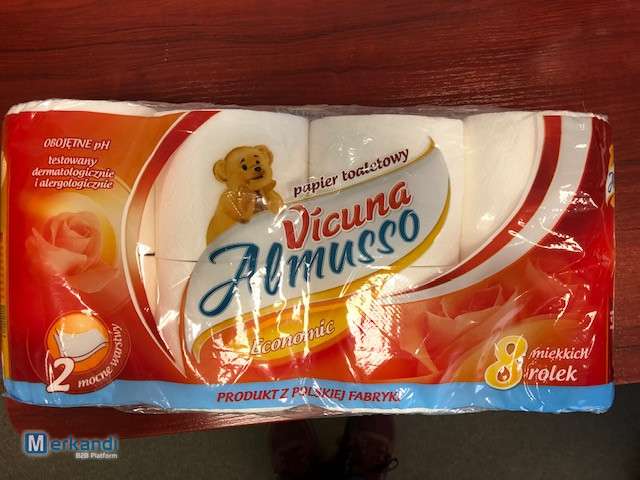 OBOJĘTNE pH
testowany
dermatologicznie
i alergologicznie
papier toaletowy
Vicuna
Almusso
Economic
2 mocne warstwy
8 miękkich
rolek
PRODUKT Z POLSKIEJ FABRYKI
Merkandi
B2B Platform